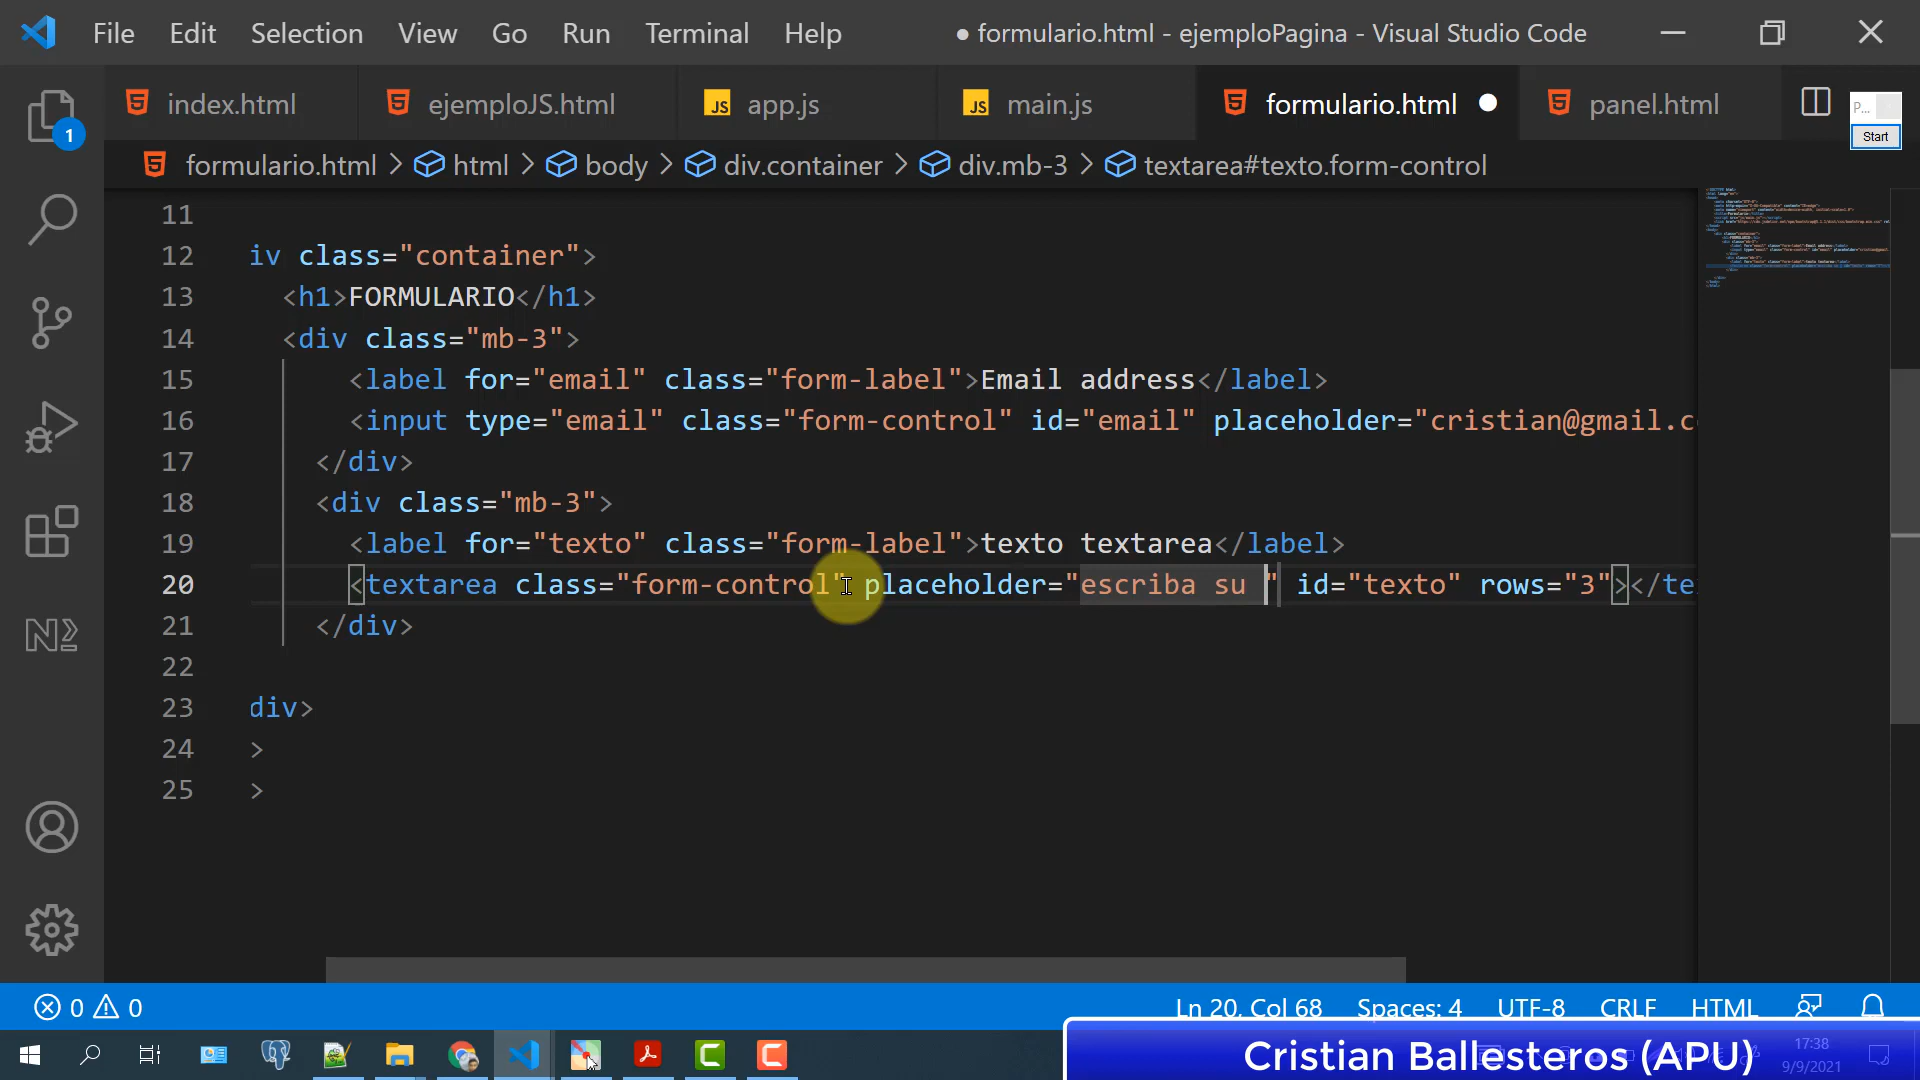 File Edit Selection View Go Run Terminal Help ● formulario.html - ejemploPagina - Visual Studio Code
index.html ejemploJS.html JS app.js JS main.js formulario.html ● panel.html P...
Start
1
formulario.html > html > body > div.container > div.mb-3 > textarea#texto.form-control
11
12 iv class="container">
13 <h1>FORMULARIO</h1>
14 <div class="mb-3">
15 <label for="email" class="form-label">Email address</label>
16 <input type="email" class="form-control" id="email" placeholder="cristian@gmail.c
17 </div>
18 <div class="mb-3">
19 <label for="texto" class="form-label">texto textarea</label>
20 <textarea class="form-control" placeholder="escriba su " id="texto" rows="3"></te
21 </div>
22
23 div>
24 >
25 >
0 0 Ln 20, Col 68 Spaces: 4 UTF-8 CRLF HTML
Cristian Ballesteros (APU)
17:38
9/9/2021